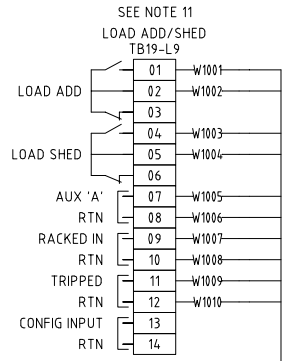 SEE NOTE 11
LOAD ADD/SHED
TB19-L9
01 W1001
LOAD ADD 02 W1002
03
04 W1003
LOAD SHED 05 W1004
06
AUX 'A' 07 W1005
RTN 08 W1006
RACKED IN 09 W1007
RTN 10 W1008
TRIPPED 11 W1009
RTN 12 W1010
CONFIG INPUT 13
RTN 14